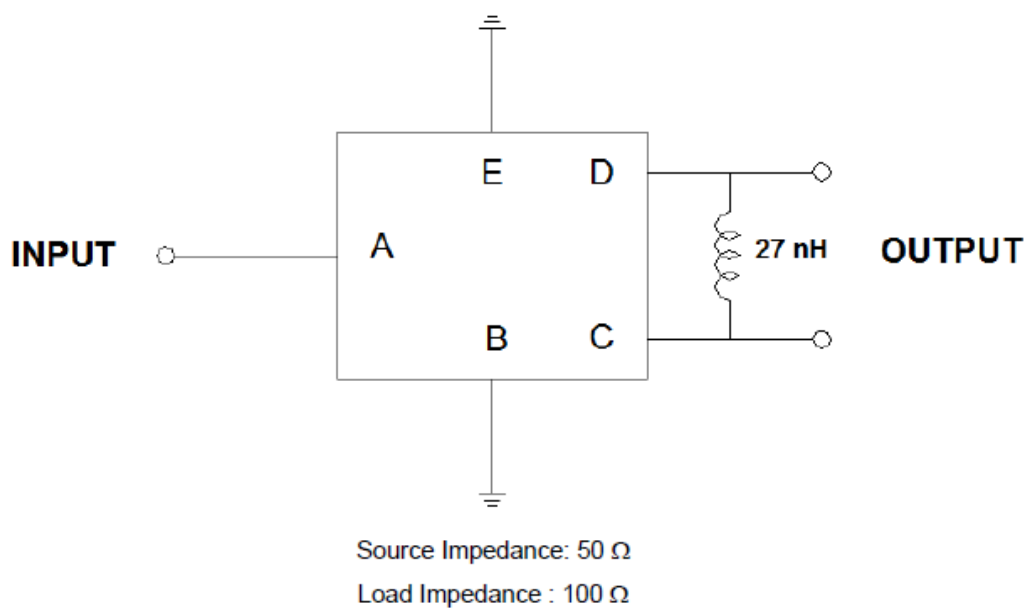 E D
INPUT A 27 nH OUTPUT
B C
Source Impedance: 50 Ω
Load Impedance : 100 Ω